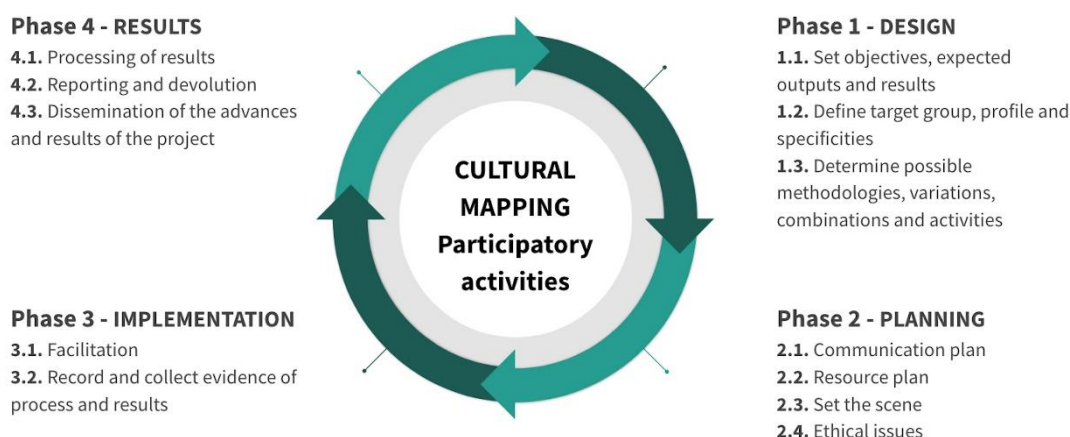 Phase 4 - RESULTS
4.1. Processing of results
4.2. Reporting and devolution
4.3. Dissemination of the advances
and results of the project
CULTURAL
MAPPING
Participatory
activities
Phase 1 - DESIGN
1.1. Set objectives, expected
outputs and results
1.2. Define target group, profile and
specificities
1.3. Determine possible
methodologies, variations,
combinations and activities
Phase 3 - IMPLEMENTATION
3.1. Facilitation
3.2. Record and collect evidence of
process and results
Phase 2 - PLANNING
2.1. Communication plan
2.2. Resource plan
2.3. Set the scene
2.4. Ethical issues